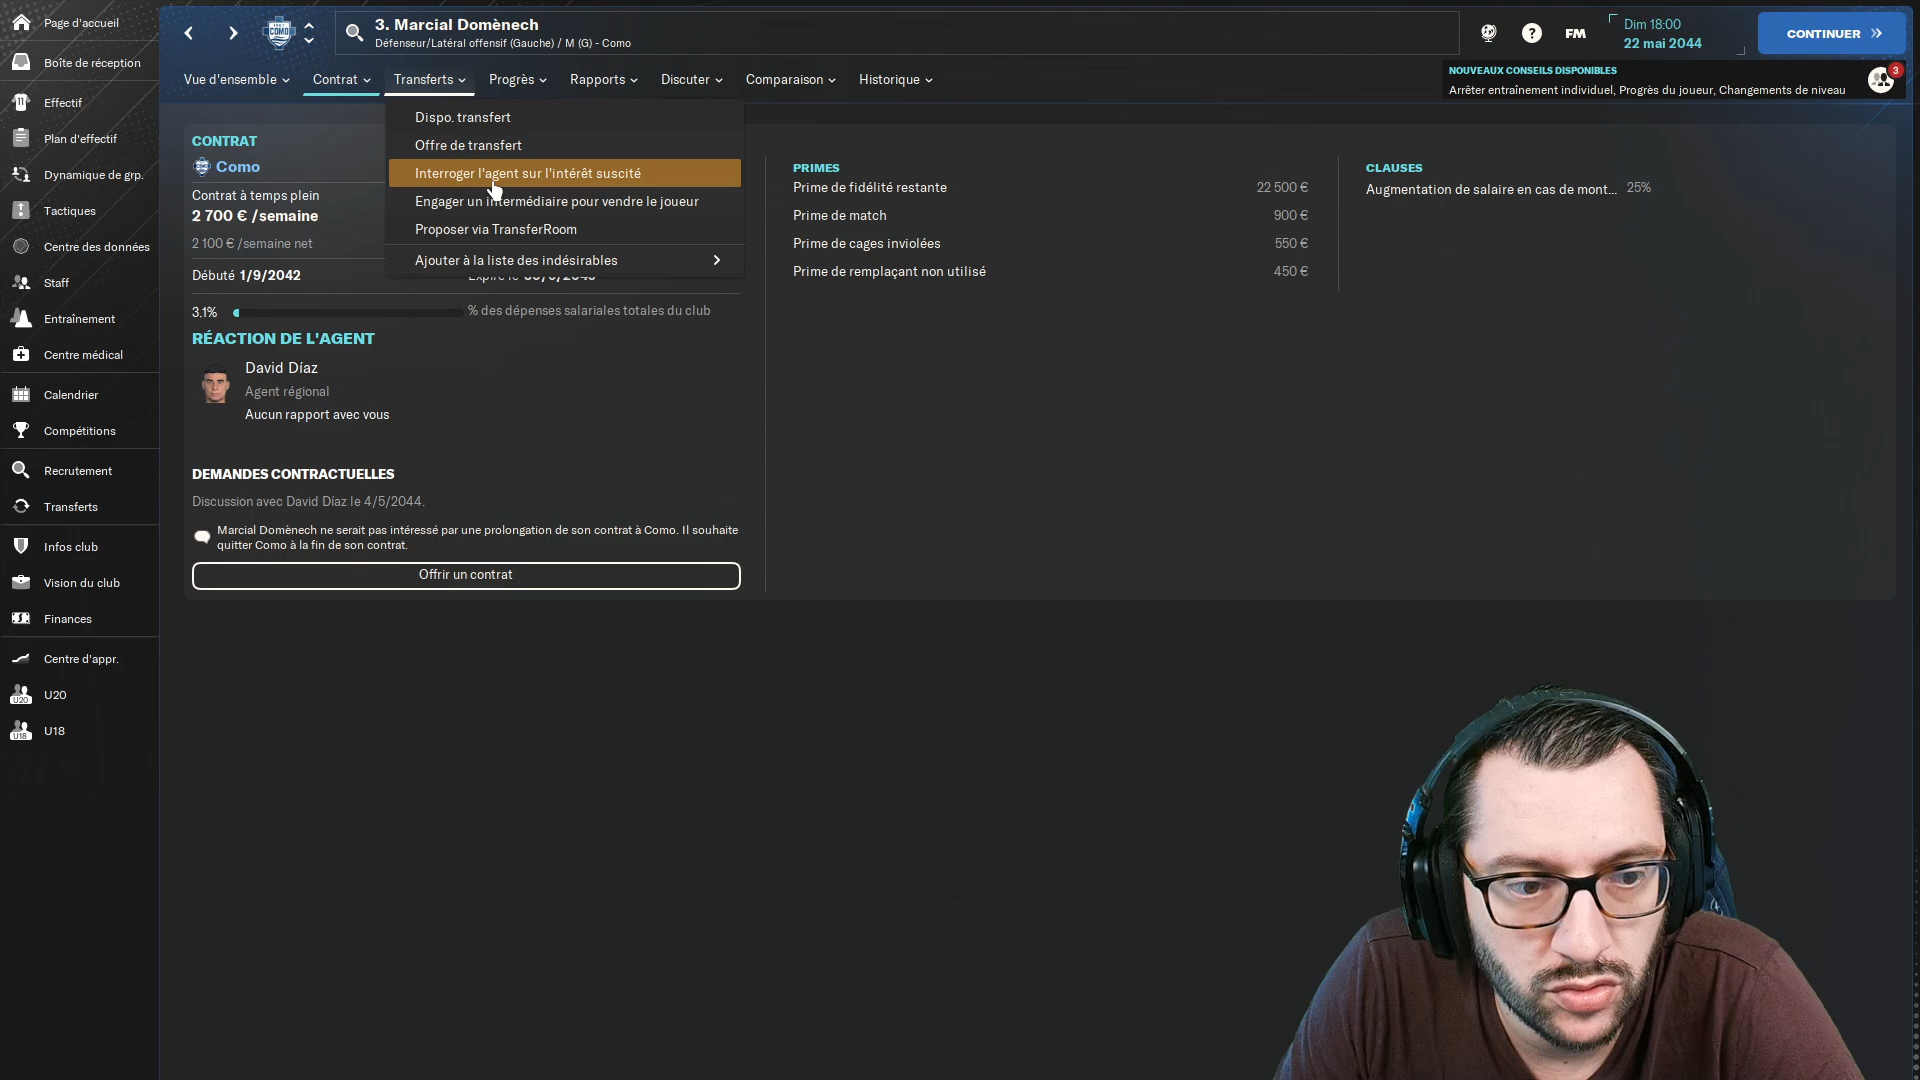 Page d'accueil
Boîte de réception
Effectif
Plan d'effectif
Dynamique de grp.
Tactiques
Centre des données
Staff
Entraînement
Centre médical
Calendrier
Compétitions
Recrutement
Transferts
Infos club
Vision du club
Finances
Centre d'appr.
U20
U20
U18
U18
COMO
3. Marcial Domènech
Défenseur/Latéral offensif (Gauche) / M (G) - Como
?
FM
Dim 18:00
22 mai 2044
CONTINUER
Vue d'ensemble
Contrat
Transferts
Progrès
Rapports
Discuter
Comparaison
Historique
NOUVEAUX CONSEILS DISPONIBLES
Arrêter entraînement individuel, Progrès du joueur, Changements de niveau
3
Dispo. transfert
Offre de transfert
Interroger l'agent sur l'intérêt suscité
Engager un intermédiaire pour vendre le joueur
Proposer via TransferRoom
Ajouter à la liste des indésirables
CONTRAT
Como
Contrat à temps plein
2 700 € /semaine
2 100 € /semaine net
Débuté 1/9/2042
3.1%
% des dépenses salariales totales du club
RÉACTION DE L'AGENT
David Díaz
Agent régional
Aucun rapport avec vous
DEMANDES CONTRACTUELLES
Discussion avec David Díaz le 4/5/2044.
Marcial Domènech ne serait pas intéressé par une prolongation de son contrat à Como. Il souhaite
quitter Como à la fin de son contrat.
Offrir un contrat
PRIMES
Prime de fidélité restante 22 500 €
Prime de match 900 €
Prime de cages inviolées 550 €
Prime de remplaçant non utilisé 450 €
CLAUSES
Augmentation de salaire en cas de mont... 25%